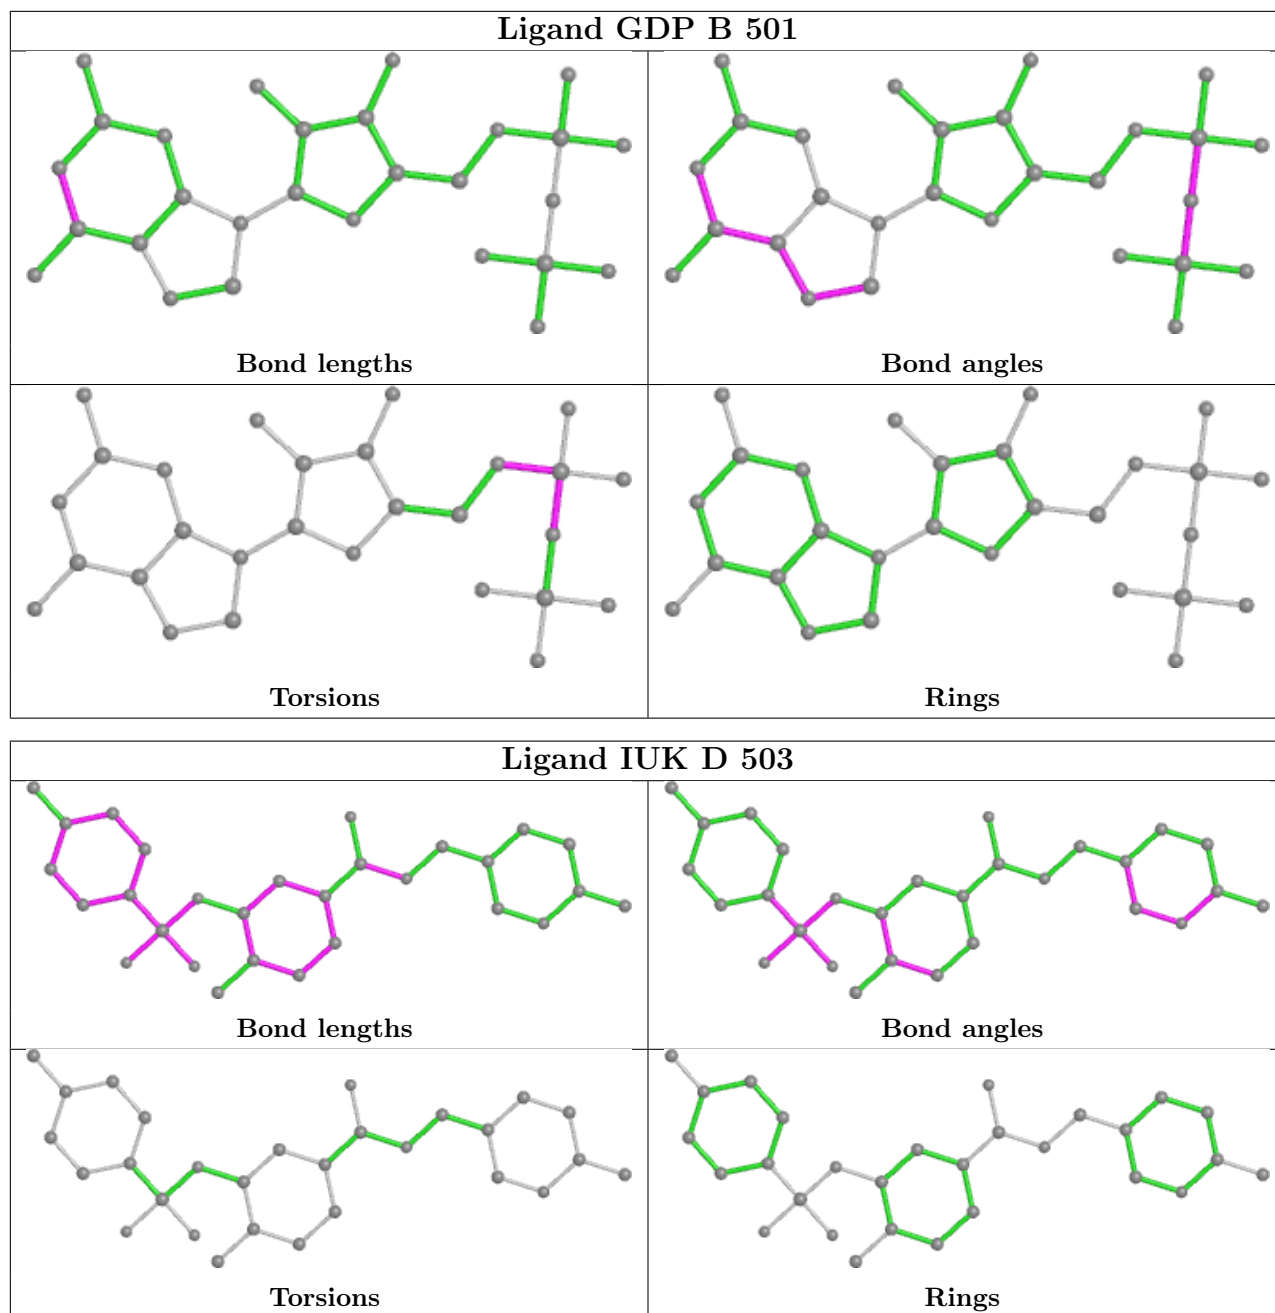 Ligand GDP B 501
Bond lengths
Bond angles
Torsions
Rings
Ligand IUK D 503
Bond lengths
Bond angles
Torsions
Rings